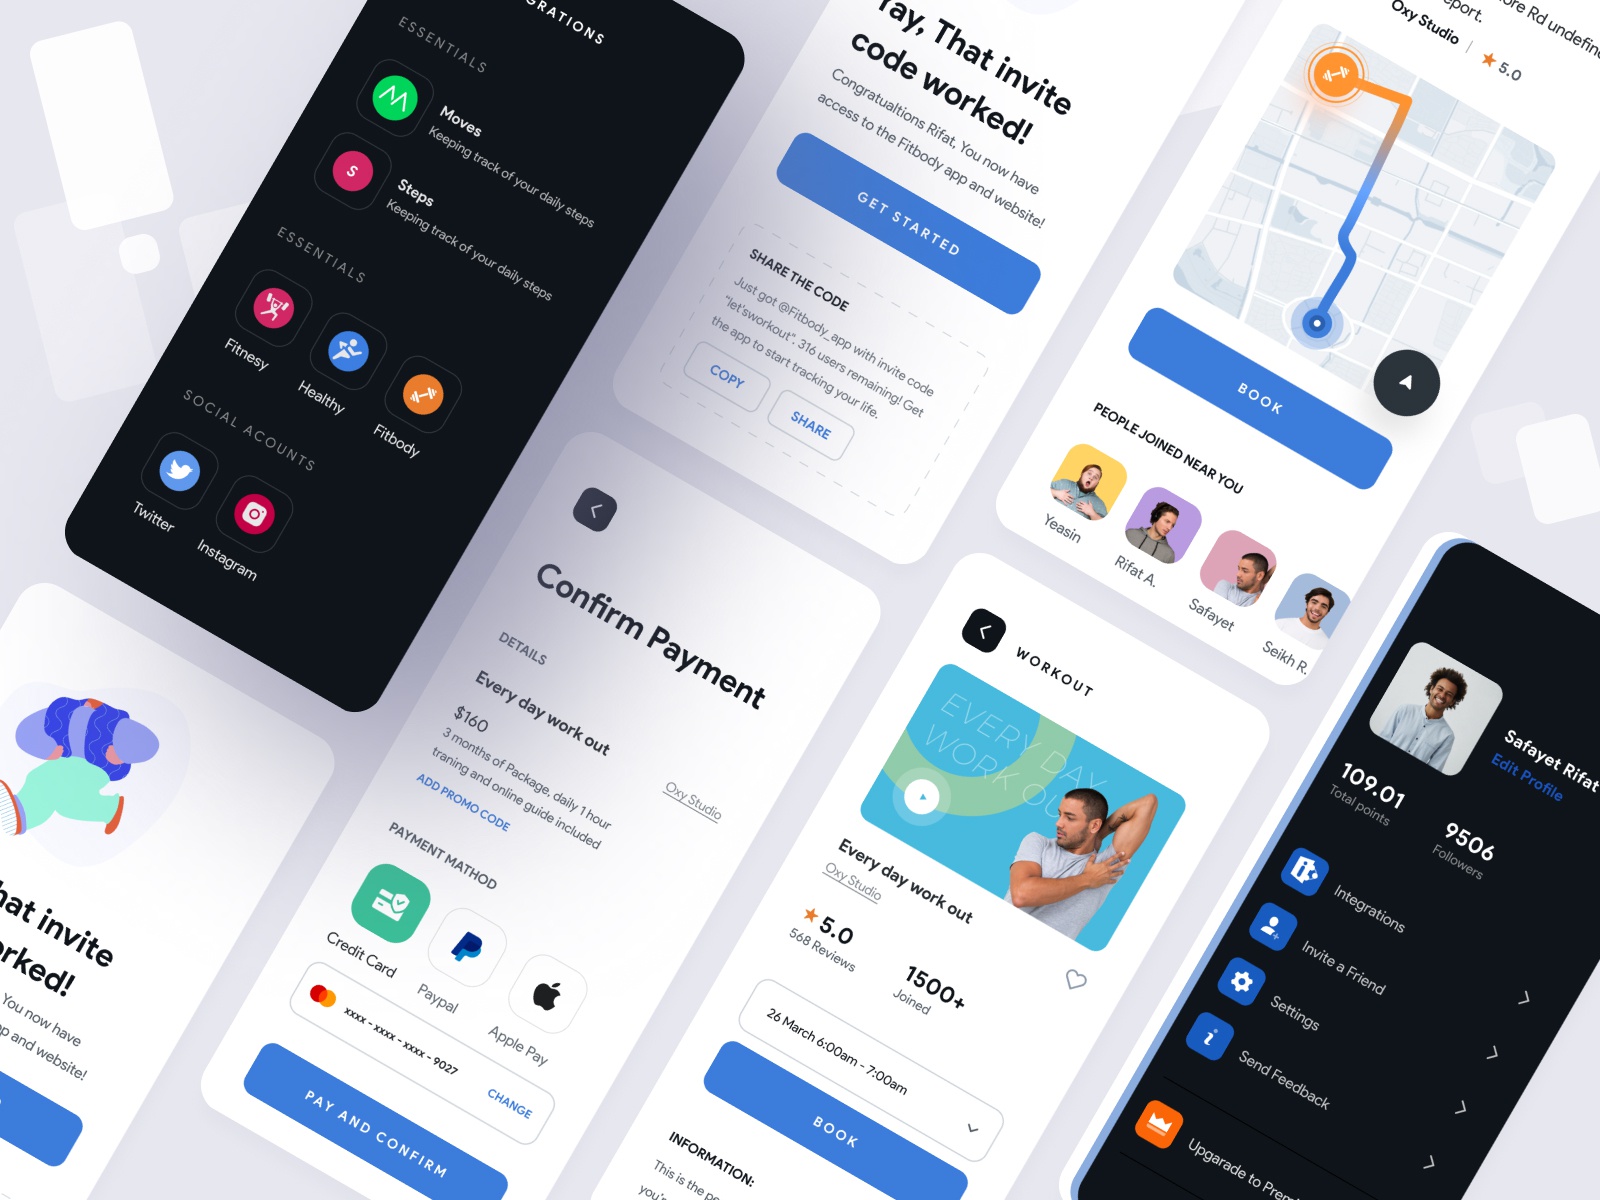 GRATIONS
ESSENTIALS
Moves
Keeping track of your daily steps
S
Steps
Keeping track of your daily steps
ESSENTIALS
Fitnesy
Healthy
Fitbody
SOCIAL ACOUNTS
Twitter
Instagram
ray, That invite
code worked!
Congratualtions Rifat, You now have
access to the Fitbody app and website!
GET STARTED
SHARE THE CODE
Just got @Fitbody_app with invite code
"let'sworkout". 316 users remaining! Get
the app to start tracking your life.
COPY
SHARE
ore Rd undefine
eport.
Oxy Studio
5.0
BOOK
PEOPLE JOINED NEAR YOU
Yeasin
Rifat A.
Safayet
Seikh R.
hat invite
orked!
You now have
pp and website!
Confirm Payment
DETAILS
Every day work out
$160
3 months of Package, daily 1 hour
traning and online guide included
Oxy Studio
ADD PROMO CODE
PAYMENT MATHOD
Credit Card
Paypal
Apple Pay
xxxx - xxxx - xxxx - 9027
CHANGE
PAY AND CONFIRM
WORKOUT
EVERY DAY
WORK OU
Every day work out
Oxy Studio
5.0
568 Reviews
1500+
Joined
26 March 6:00am - 7:00am
BOOK
INFORMATION:
This is the pe
you're
Safayet Rifat
Edit Profile
109.01
Total points
9506
Followers
Integrations
Invite a Friend
Settings
Send Feedback
Upgarade to Prem